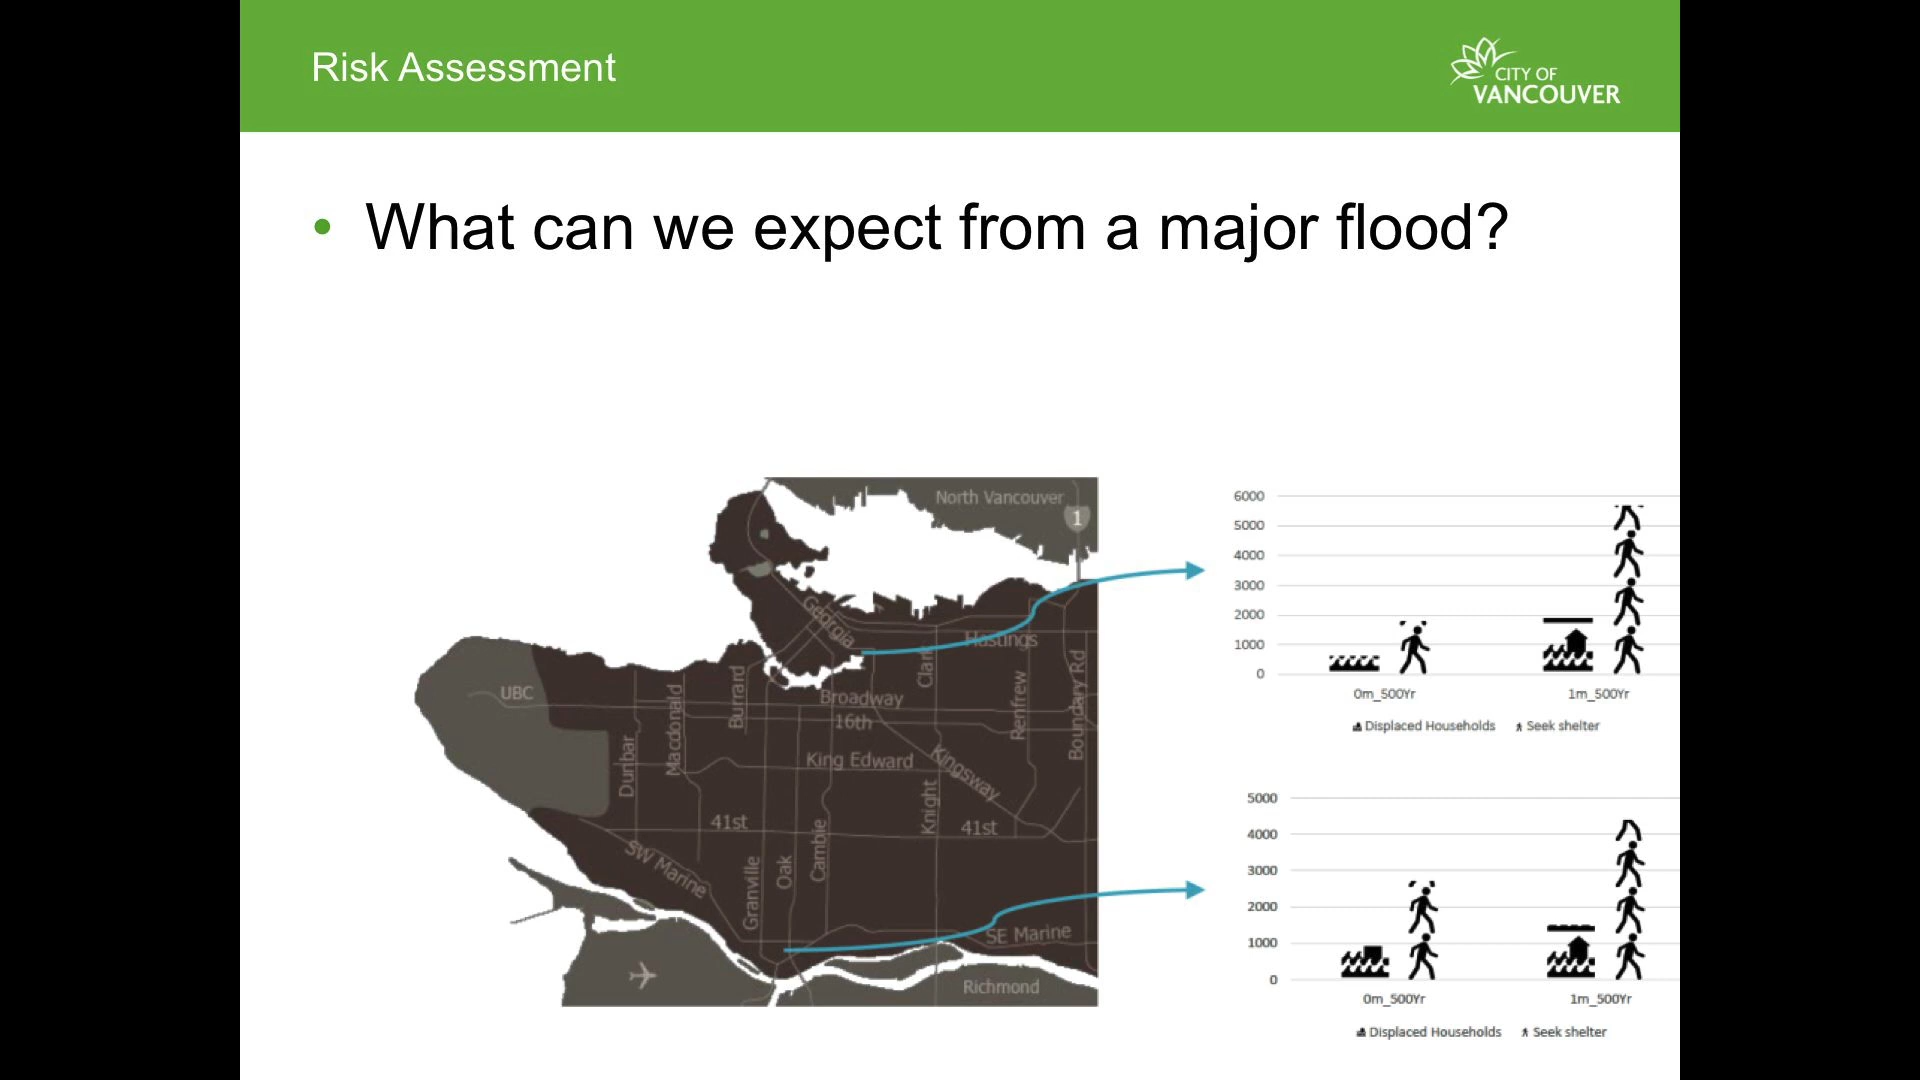 Risk Assessment
CITY OF
VANCOUVER
• What can we expect from a major flood?
North Vancouver
1
Georgia
Hastings
Clark
UBC
Burrard
Macdonald
Broadway
Renfrew
Boundary Rd
16th
Dunbar
King Edward
Kingsway
Knight
41st
41st
Cambie
SW Marine
Granville
Oak
SE Marine
Richmond
6000
5000
4000
3000
2000
1000
0
0m_500Yr
1m_500Yr
Displaced Households
Seek shelter
5000
4000
3000
2000
1000
0
0m_500Yr
1m_500Yr
Displaced Households
Seek shelter